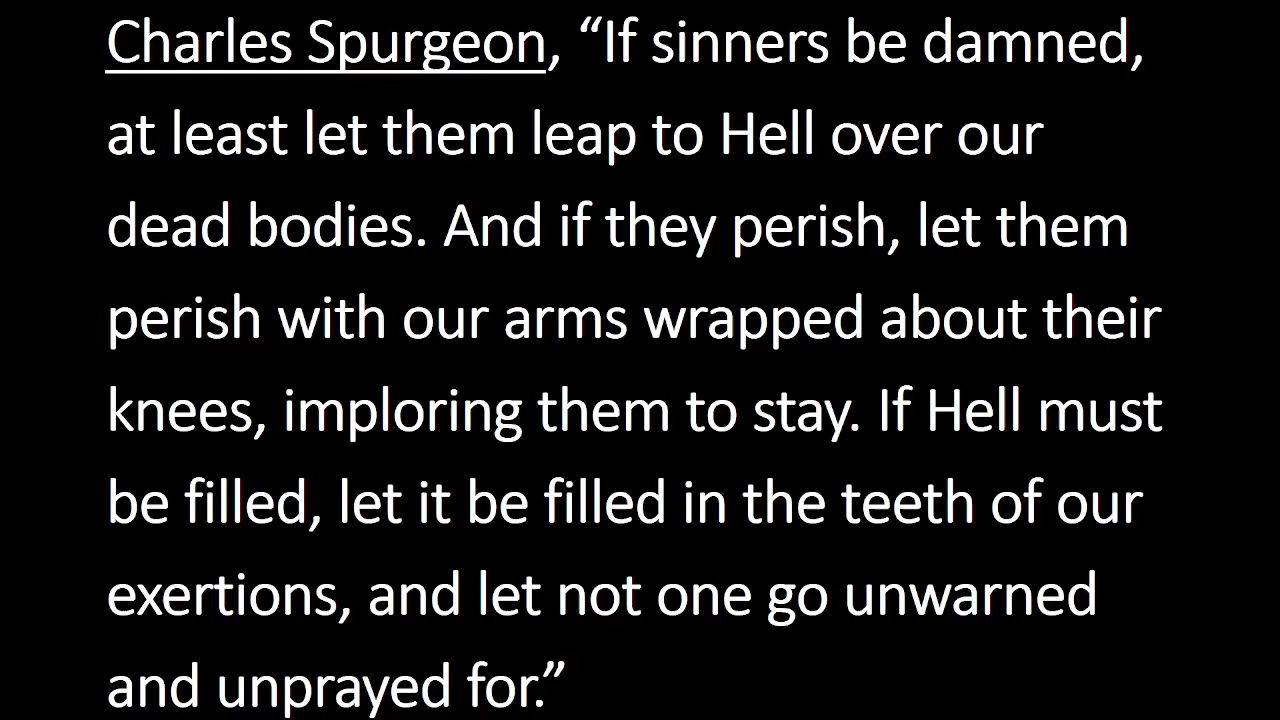 Charles Spurgeon, “If sinners be damned,
at least let them leap to Hell over our
dead bodies. And if they perish, let them
perish with our arms wrapped about their
knees, imploring them to stay. If Hell must
be filled, let it be filled in the teeth of our
exertions, and let not one go unwarned
and unprayed for.”